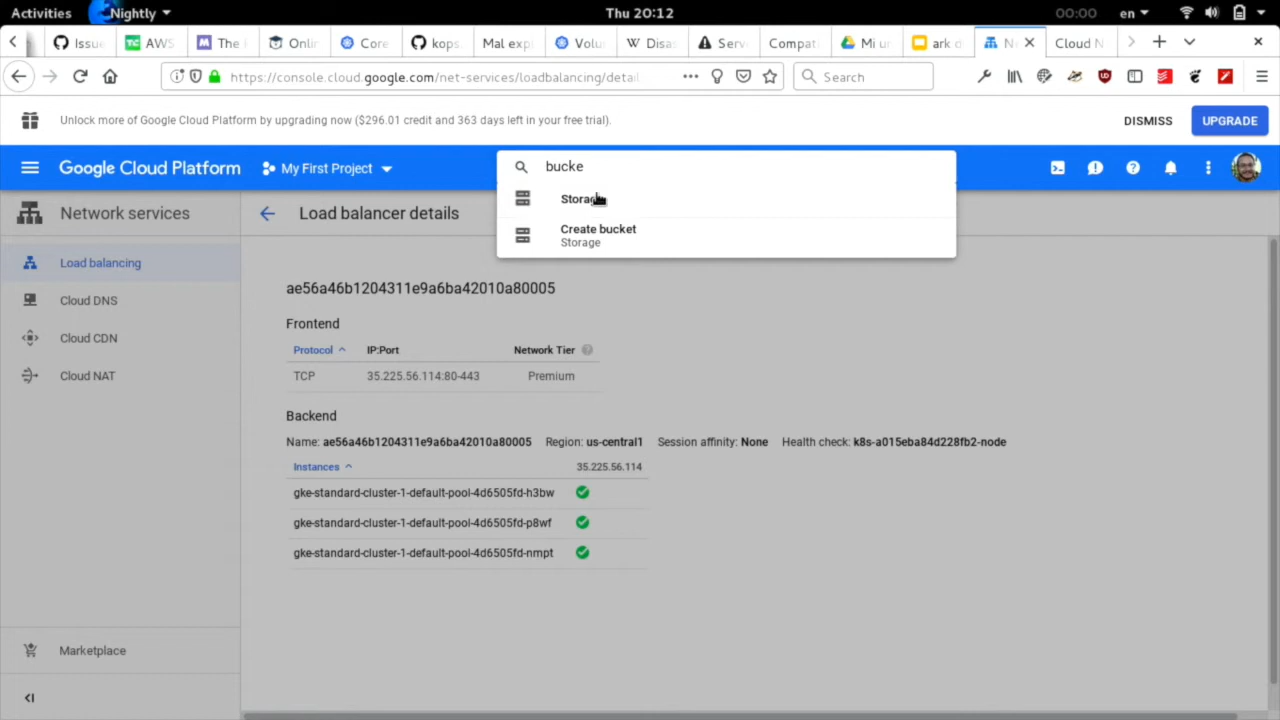 Activities Nightly Thu 20:12 00:00 en
Issue AWS The I Onlin Core kops. Mal exp Volu W Disa Serv Compati Mi un ark d N Cloud N
https://console.cloud.google.com/net-services/loadbalancing/detai Search
Unlock more of Google Cloud Platform by upgrading now ($296.01 credit and 363 days left in your free trial). DISMISS UPGRADE
Google Cloud Platform My First Project bucke
Storage
Create bucket
Storage
Network services Load balancer details
Load balancing
Cloud DNS
Cloud CDN
Cloud NAT
ae56a46b1204311e9a6ba42010a80005
Frontend
Protocol IP:Port Network Tier
TCP 35.225.56.114:80-443 Premium
Backend
Name: ae56a46b1204311e9a6ba42010a80005 Region: us-central1 Session affinity: None Health check: k8s-a015eba84d228fb2-node
Instances 35.225.56.114
gke-standard-cluster-1-default-pool-4d6505fd-h3bw
gke-standard-cluster-1-default-pool-4d6505fd-p8wf
gke-standard-cluster-1-default-pool-4d6505fd-nmpt
Marketplace